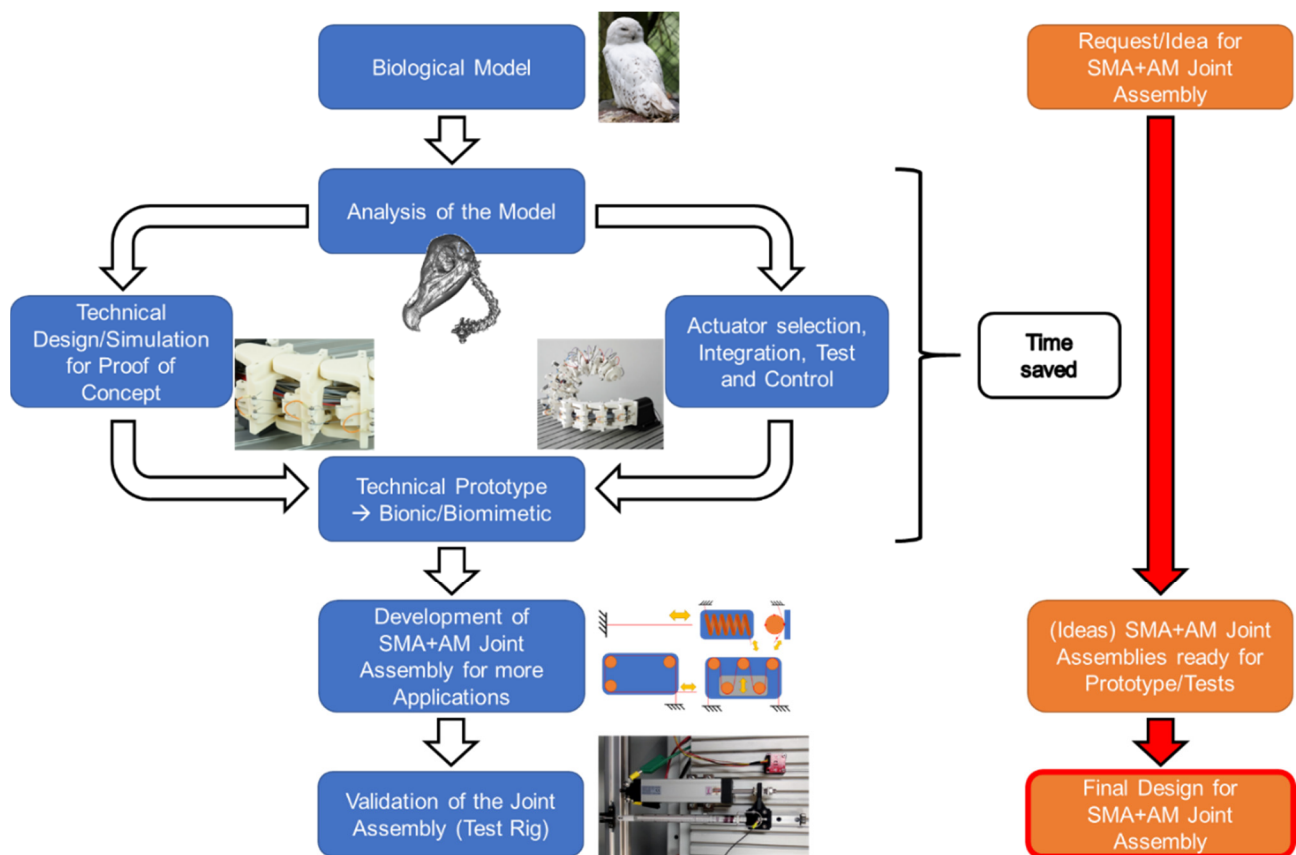 Biological Model
Request/Idea for
SMA+AM Joint
Assembly
Analysis of the Model
Technical
Design/Simulation
for Proof of
Concept
Actuator selection,
Integration, Test
and Control
Time
saved
Technical Prototype
→ Bionic/Biomimetic
Development of
SMA+AM Joint
Assembly for more
Applications
(Ideas) SMA+AM Joint
Assemblies ready for
Prototype/Tests
Validation of the Joint
Assembly (Test Rig)
Final Design for
SMA+AM Joint
Assembly